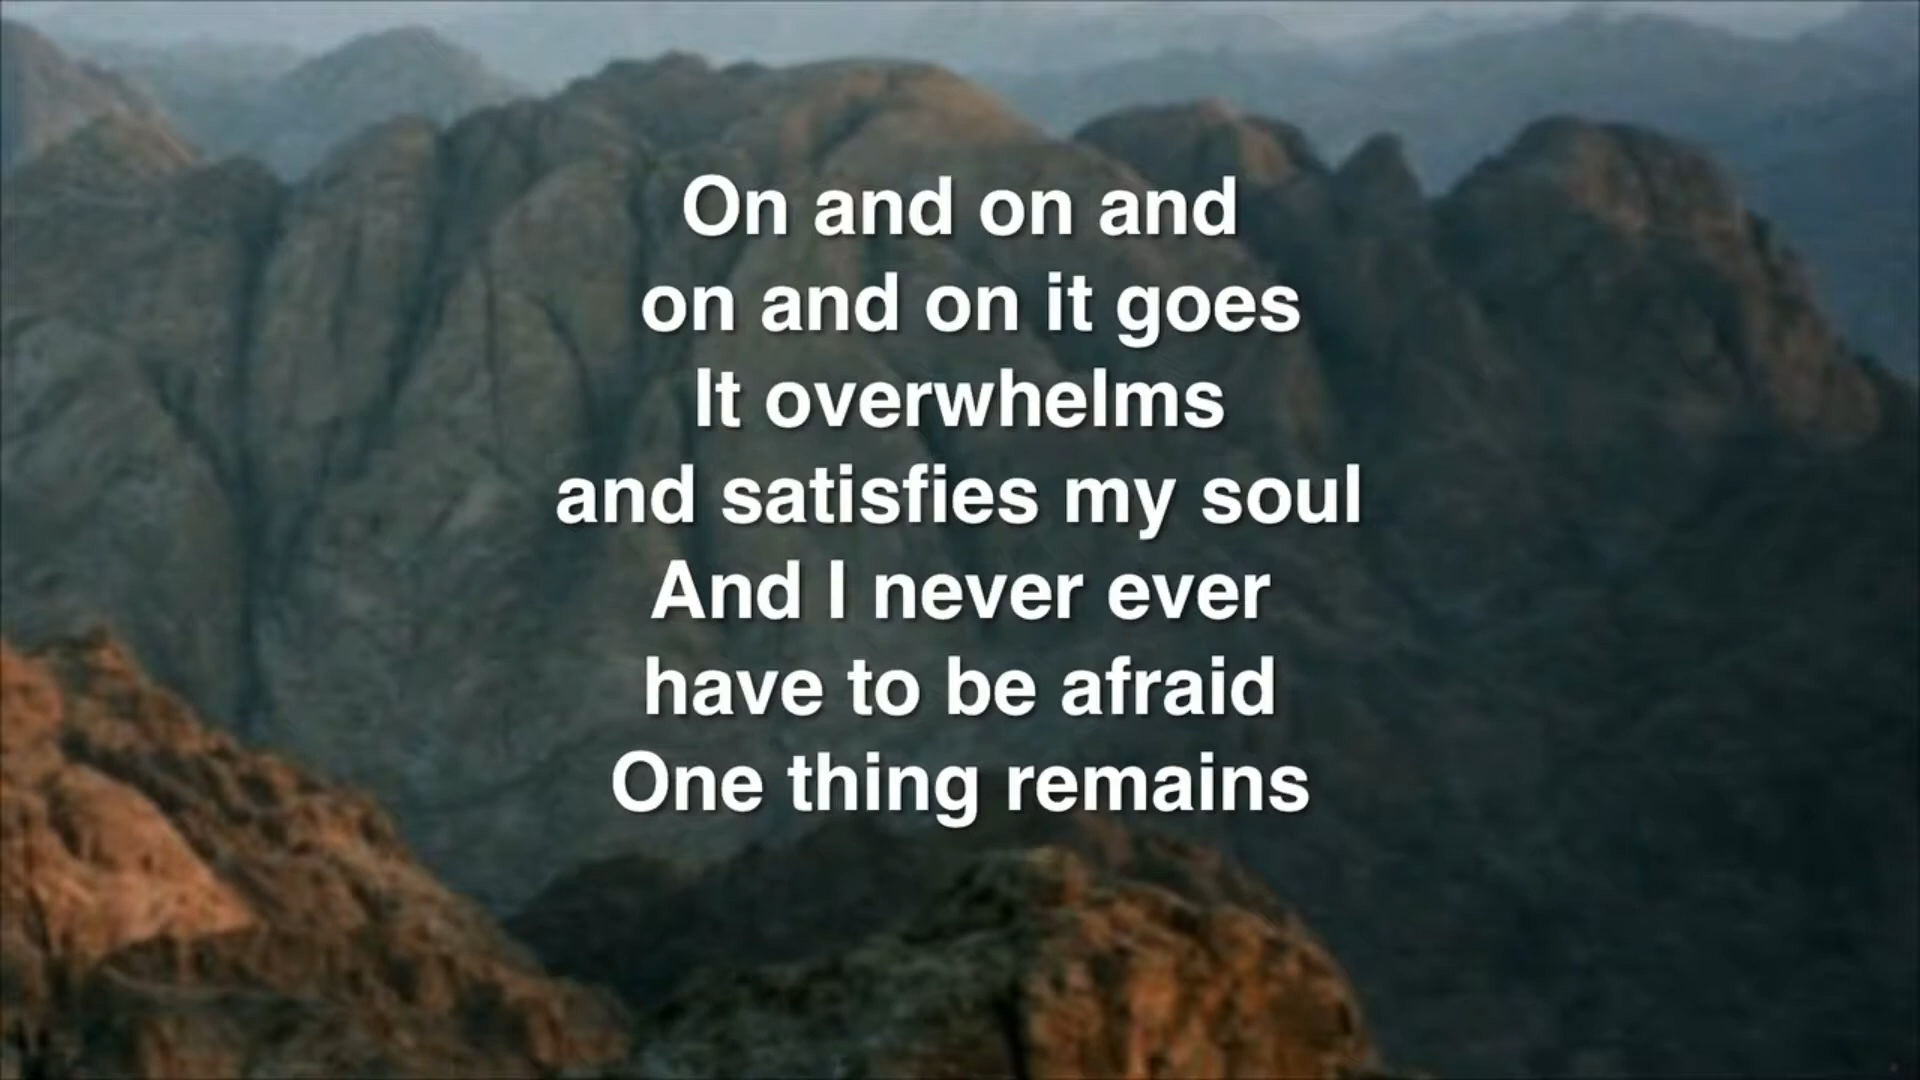 On and on and
on and on it goes
It overwhelms
and satisfies my soul
And I never ever
have to be afraid
One thing remains